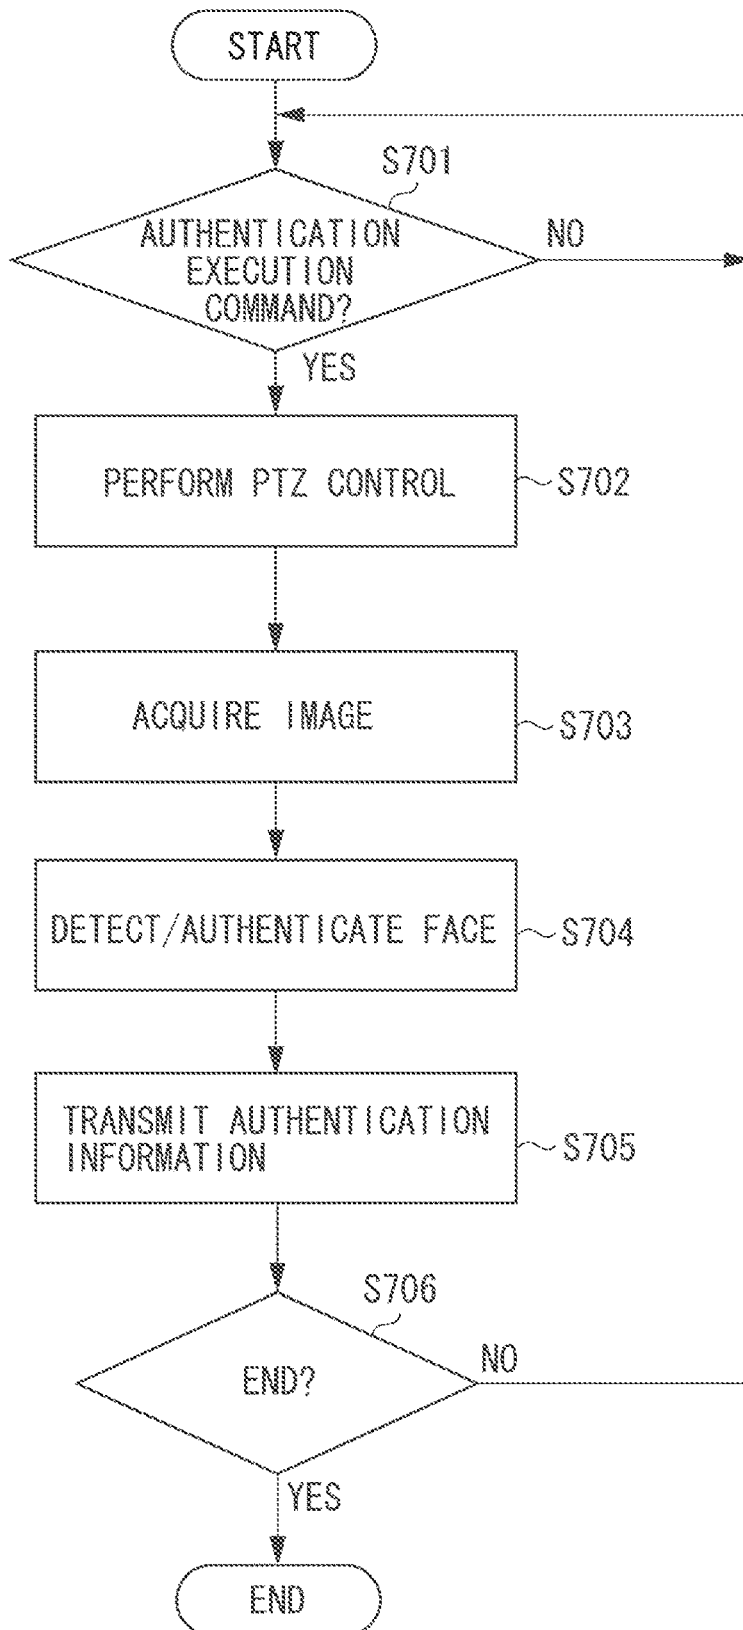 START
S701
AUTHENTICATION
EXECUTION
COMMAND?
NO
YES
PERFORM PTZ CONTROL
S702
ACQUIRE IMAGE
S703
DETECT/AUTHENTICATE FACE
S704
TRANSMIT AUTHENTICATION
INFORMATION
S705
S706
END?
NO
YES
END